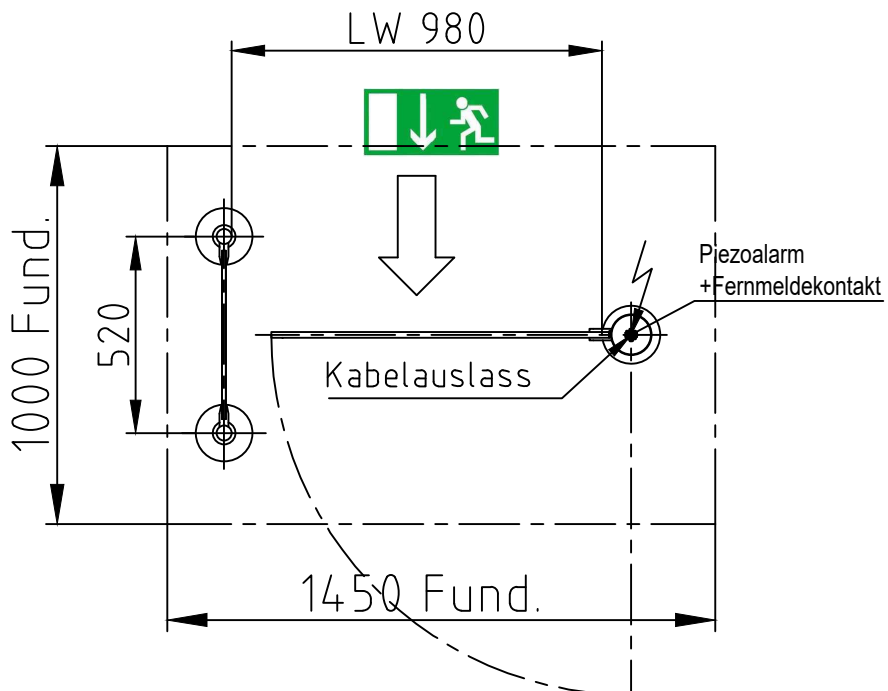 LW 980
1000 Fund.
520
Piezoalarm
+Fernmeldekontakt
Kabelauslass
1450 Fund.